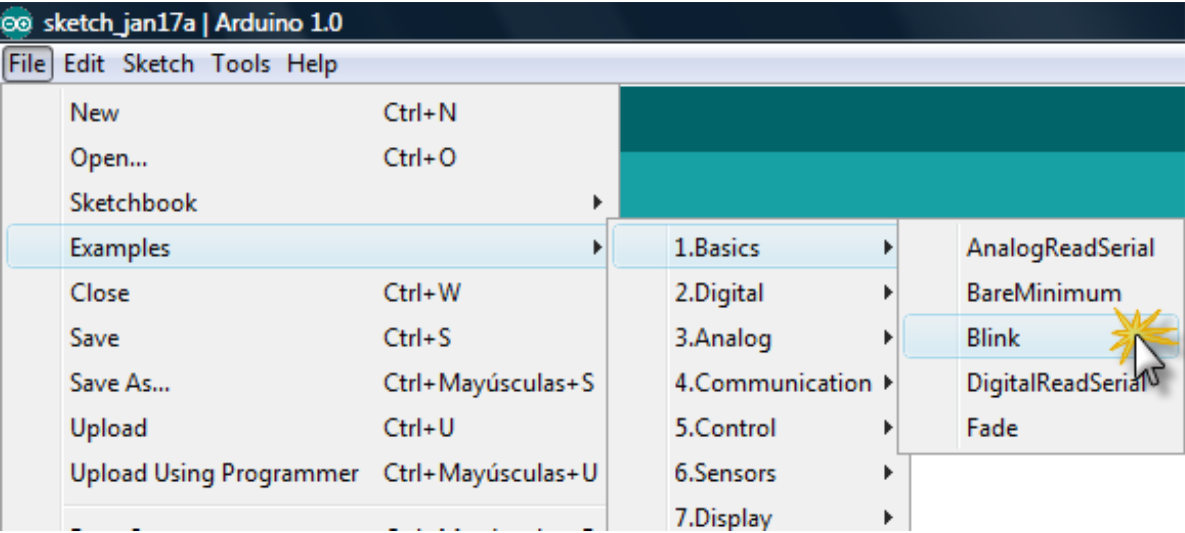 sketch_jan17a | Arduino 1.0
File Edit Sketch Tools Help
New Ctrl+N
Open... Ctrl+O
Sketchbook
Examples
Close Ctrl+W
Save Ctrl+S
Save As... Ctrl+Mayúsculas+S
Upload Ctrl+U
Upload Using Programmer Ctrl+Mayúsculas+U
1.Basics
2.Digital
3.Analog
4.Communication
5.Control
6.Sensors
7.Display
AnalogReadSerial
BareMinimum
Blink
DigitalReadSerial
Fade